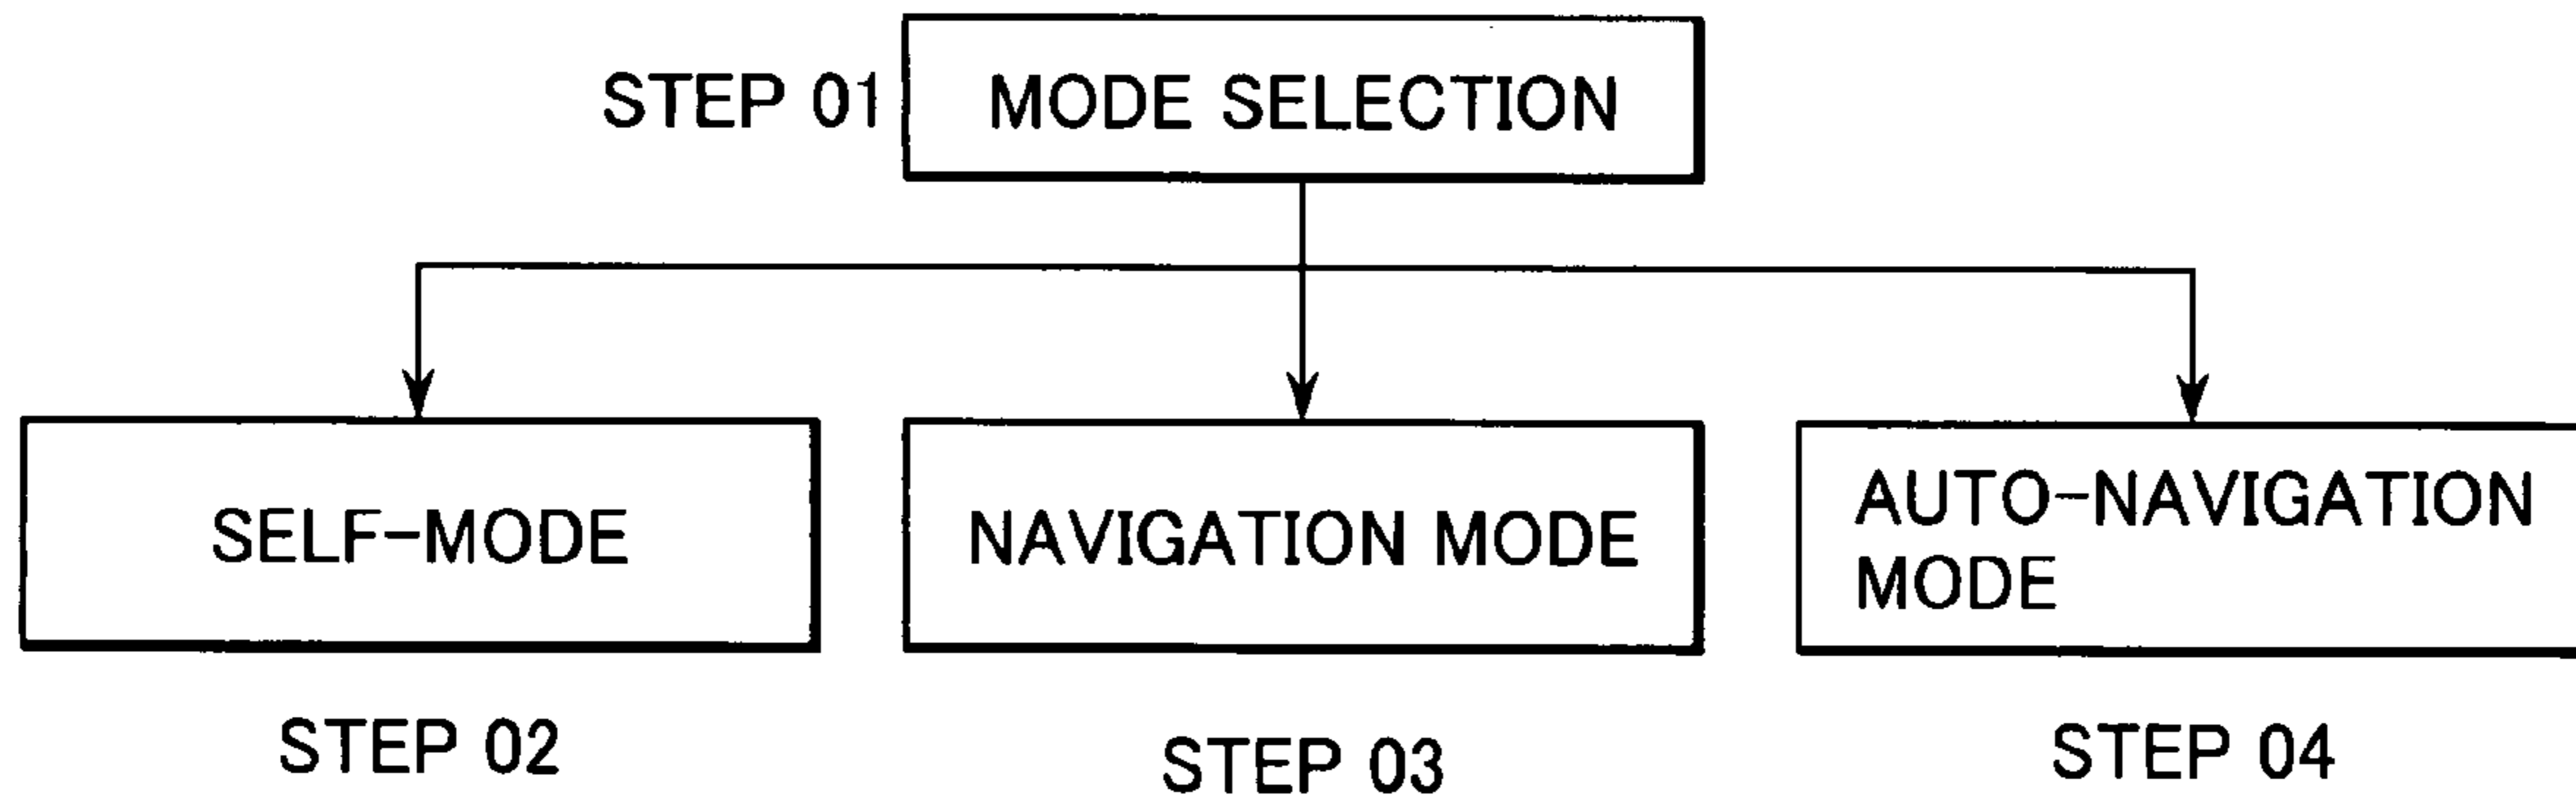 STEP 01
MODE SELECTION
SELF-MODE
NAVIGATION MODE
AUTO-NAVIGATION
MODE
STEP 02
STEP 03
STEP 04